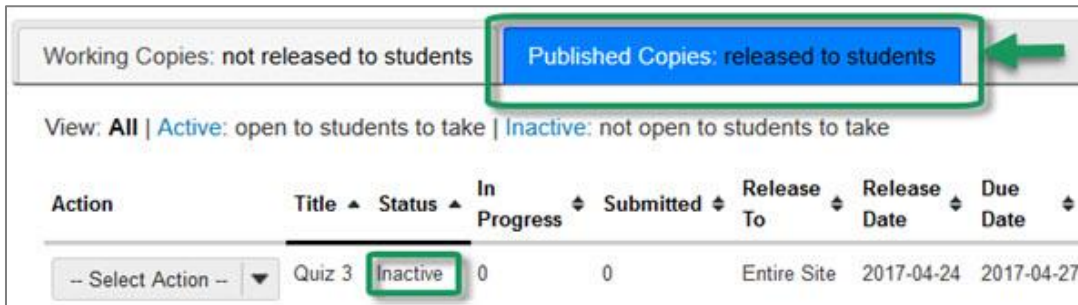 Working Copies: not released to students Published Copies: released to students
View: All | Active: open to students to take | Inactive: not open to students to take
Action Title Status In Progress Submitted Release To Release Date Due Date
-- Select Action -- Quiz 3 Inactive 0 0 Entire Site 2017-04-24 2017-04-27